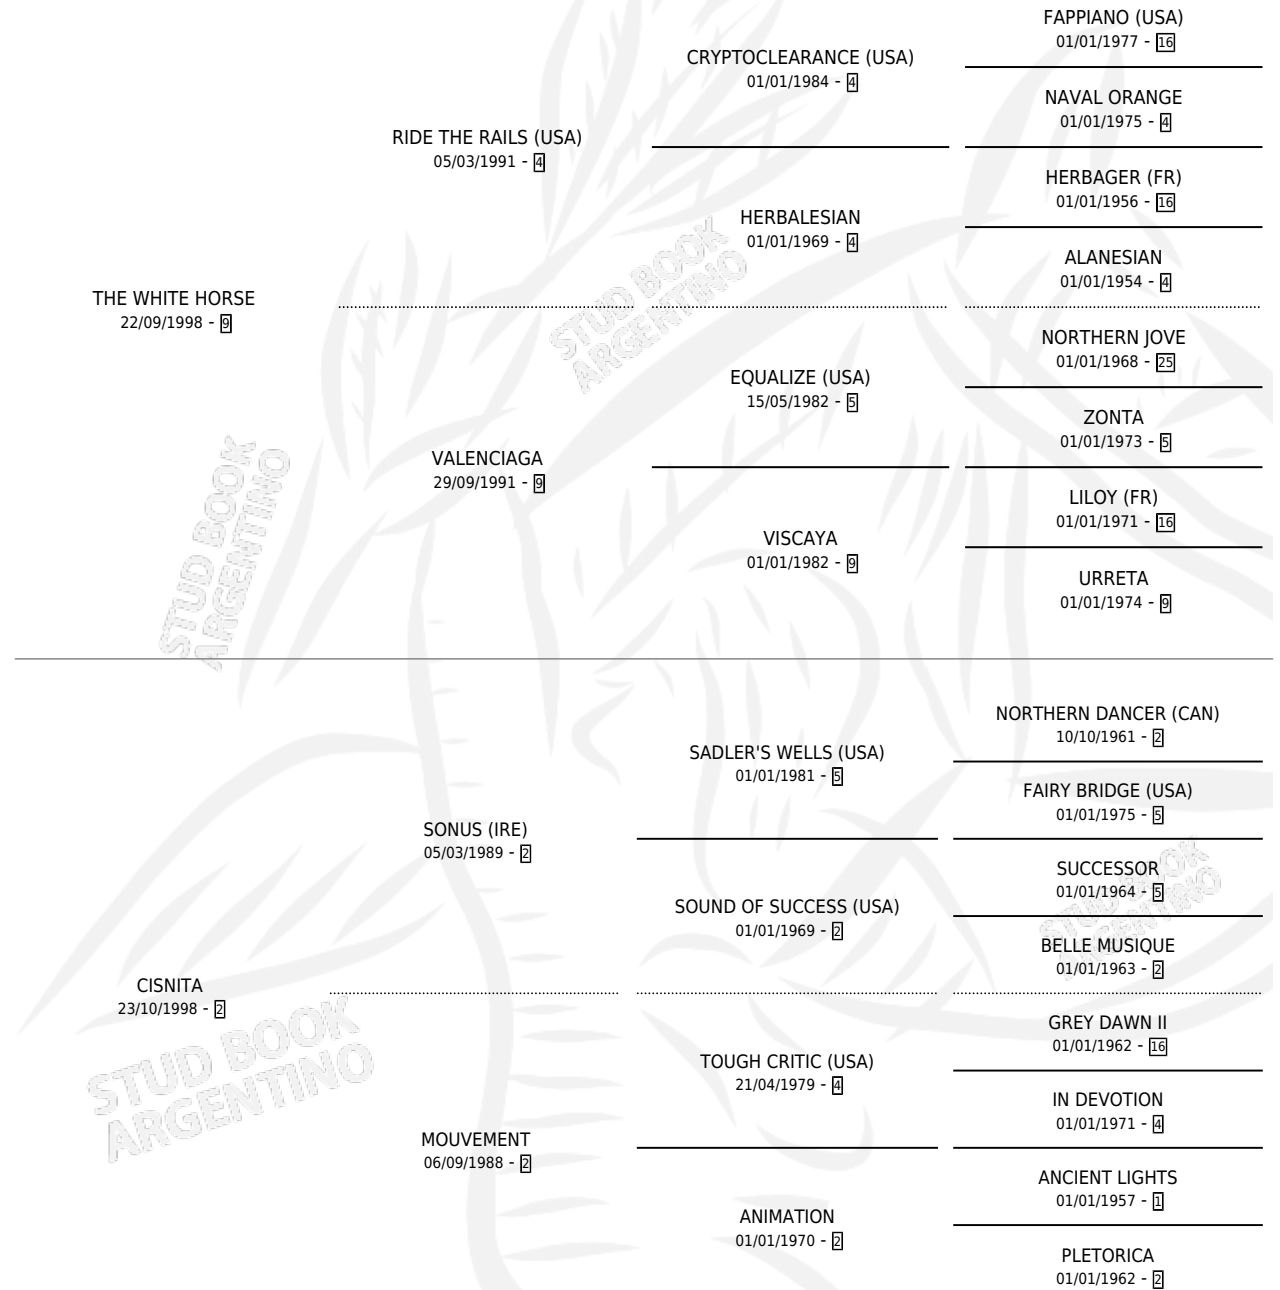 FAPPIANO (USA)
01/01/1977 - 16
CRYPTOCLEARANCE (USA)
01/01/1984 - 4
NAVAL ORANGE
01/01/1975 - 4
RIDE THE RAILS (USA)
05/03/1991 - 4
HERBAGER (FR)
01/01/1956 - 16
HERBALESIAN
01/01/1969 - 4
ALANESIAN
01/01/1954 - 4
THE WHITE HORSE
22/09/1998 - 9
NORTHERN JOVE
01/01/1968 - 25
EQUALIZE (USA)
15/05/1982 - 5
ZONTA
01/01/1973 - 5
VALENCIAGA
29/09/1991 - 9
LILOY (FR)
01/01/1971 - 16
VISCAYA
01/01/1982 - 9
URRETA
01/01/1974 - 9
STUD BOOK
ARGENTINO
STUD BOOK
ARGENTINO
NORTHERN DANCER (CAN)
10/10/1961 - 2
SADLER'S WELLS (USA)
01/01/1981 - 5
FAIRY BRIDGE (USA)
01/01/1975 - 5
SONUS (IRE)
05/03/1989 - 2
SUCCESSOR
01/01/1964 - 5
SOUND OF SUCCESS (USA)
01/01/1969 - 2
BELLE MUSIQUE
01/01/1963 - 2
CISNITA
23/10/1998 - 2
GREY DAWN II
01/01/1962 - 16
TOUGH CRITIC (USA)
21/04/1979 - 4
IN DEVOTION
01/01/1971 - 4
MOUVEMENT
06/09/1988 - 2
ANCIENT LIGHTS
01/01/1957 - 1
ANIMATION
01/01/1970 - 2
PLETORICA
01/01/1962 - 2
STUD BOOK
ARGENTINO
STUD BOOK
ARGENTINO